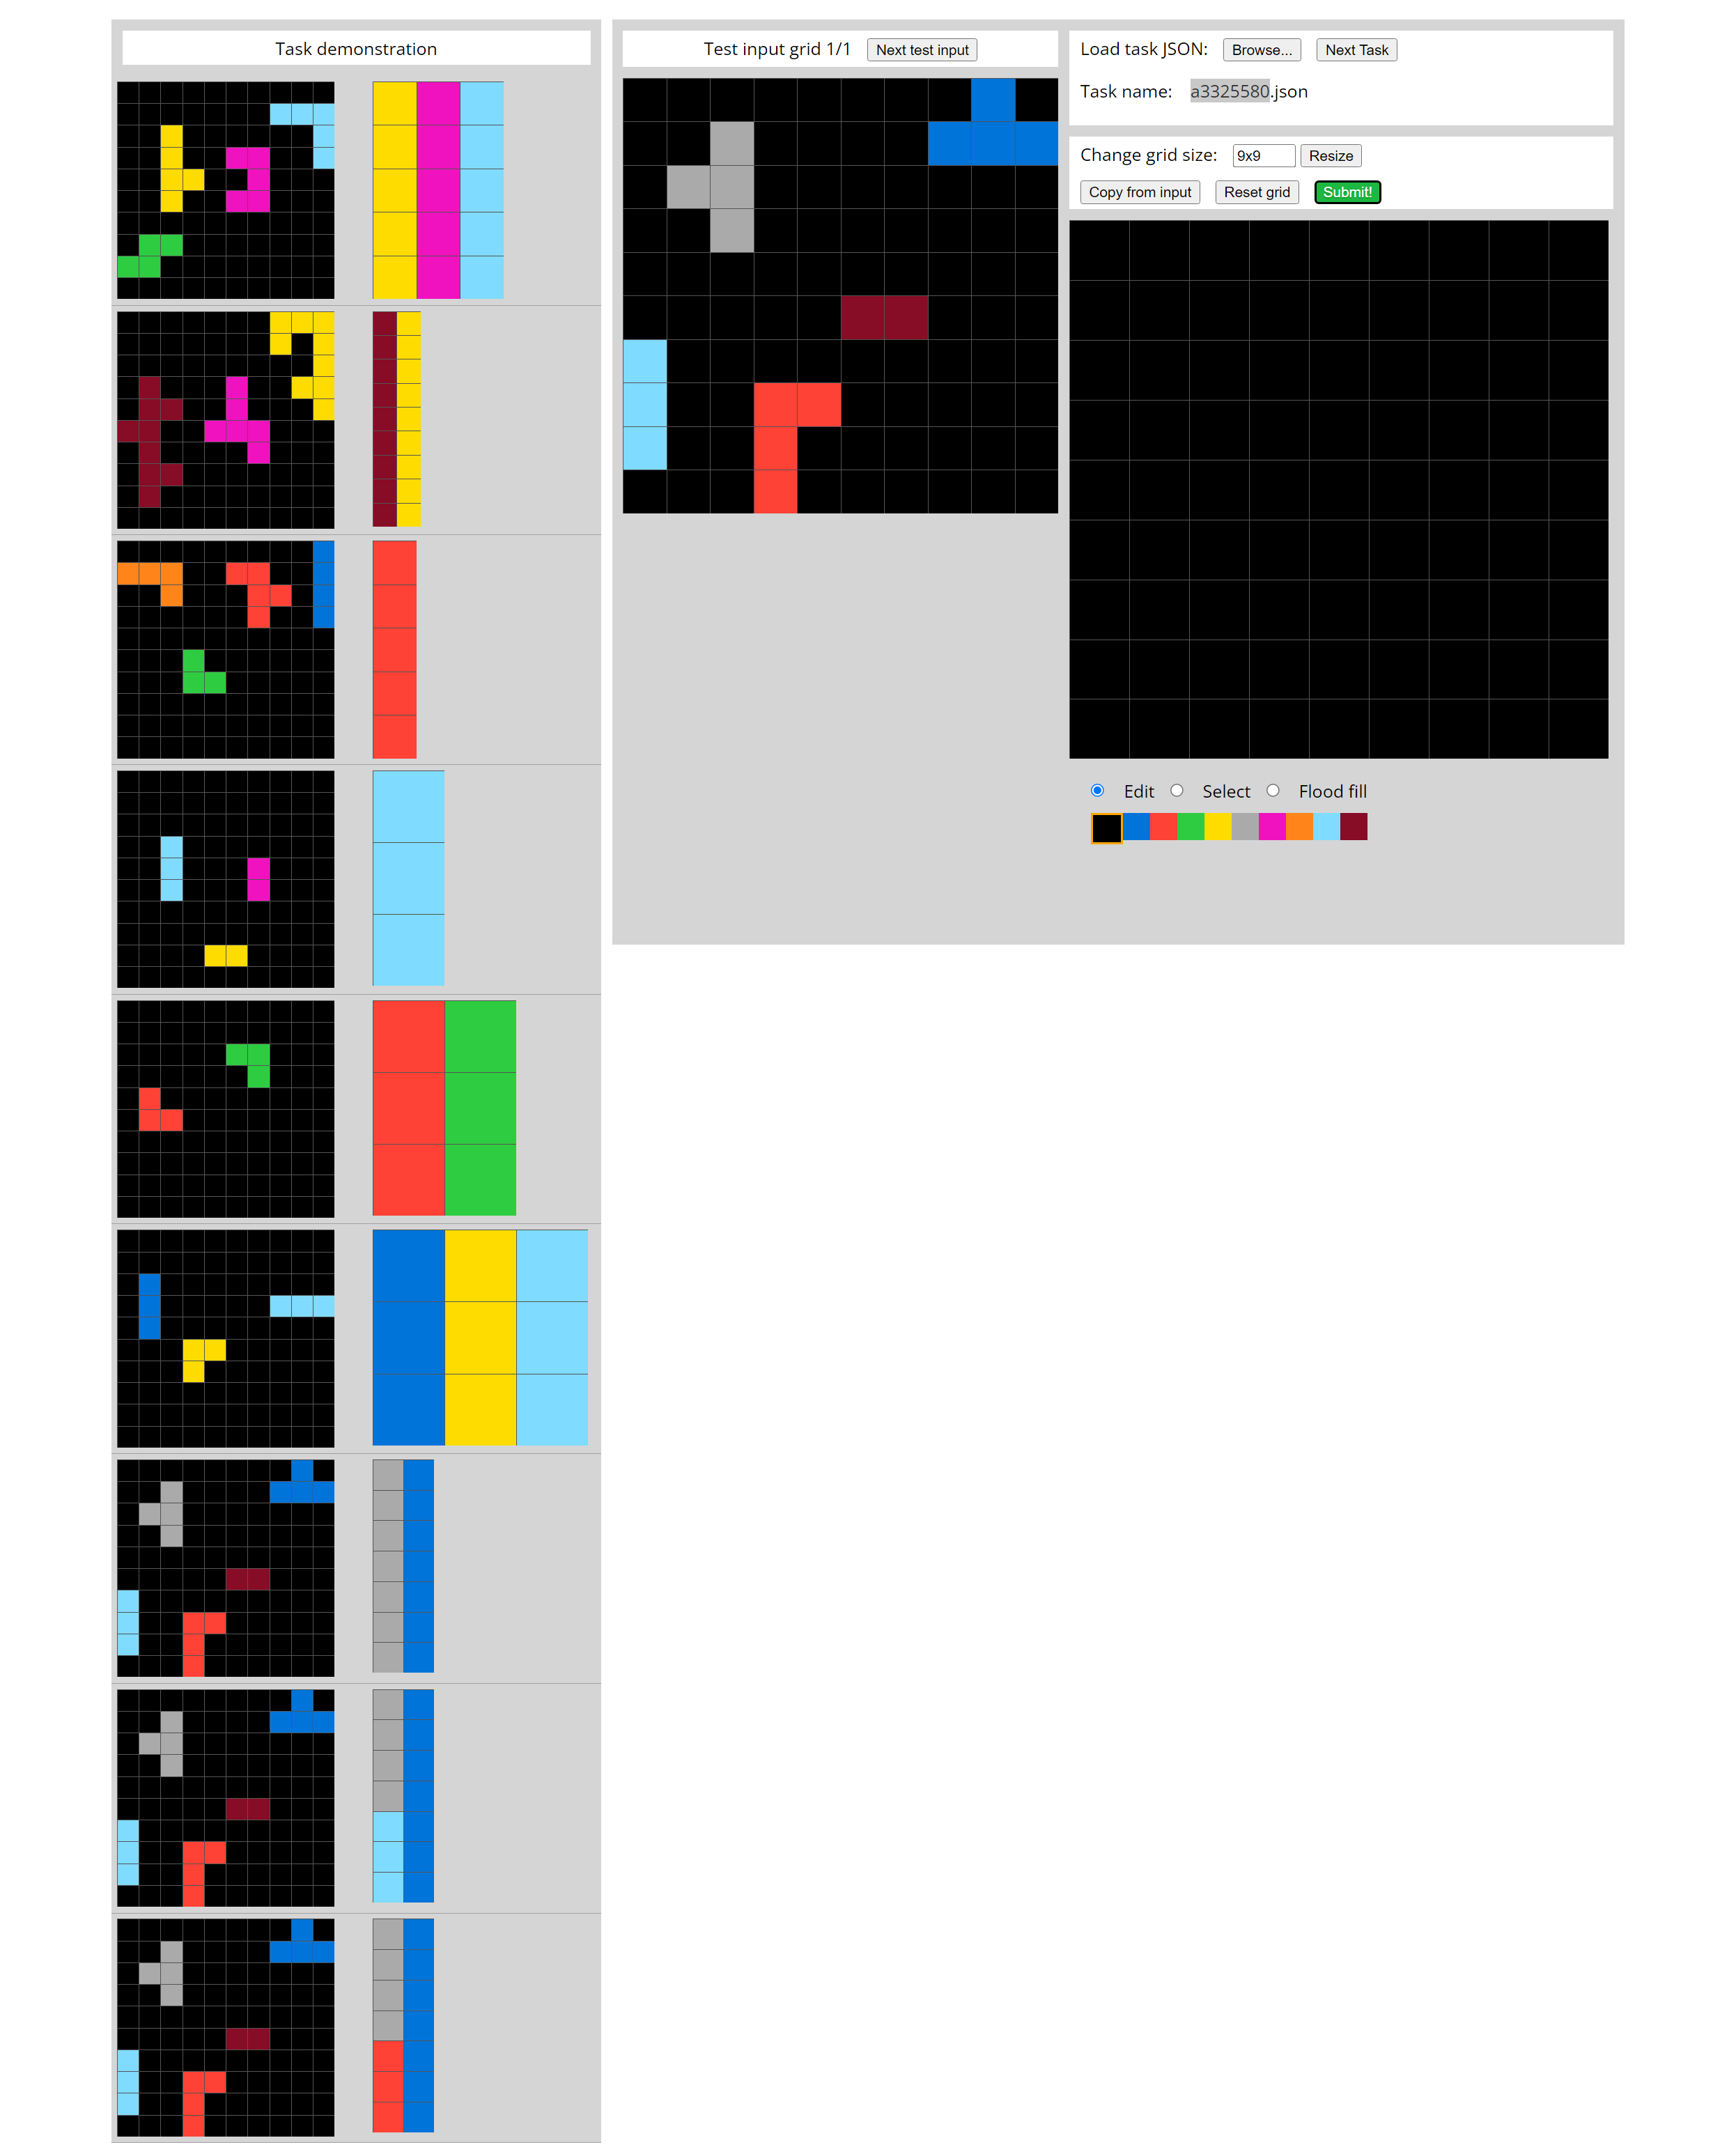 Task demonstration
Test input grid 1/1 Next test input
Load task JSON: Browse... Next Task
Task name: a3325580.json
Change grid size: 9x9 Resize
Copy from input Reset grid Submit!
Edit Select Flood fill